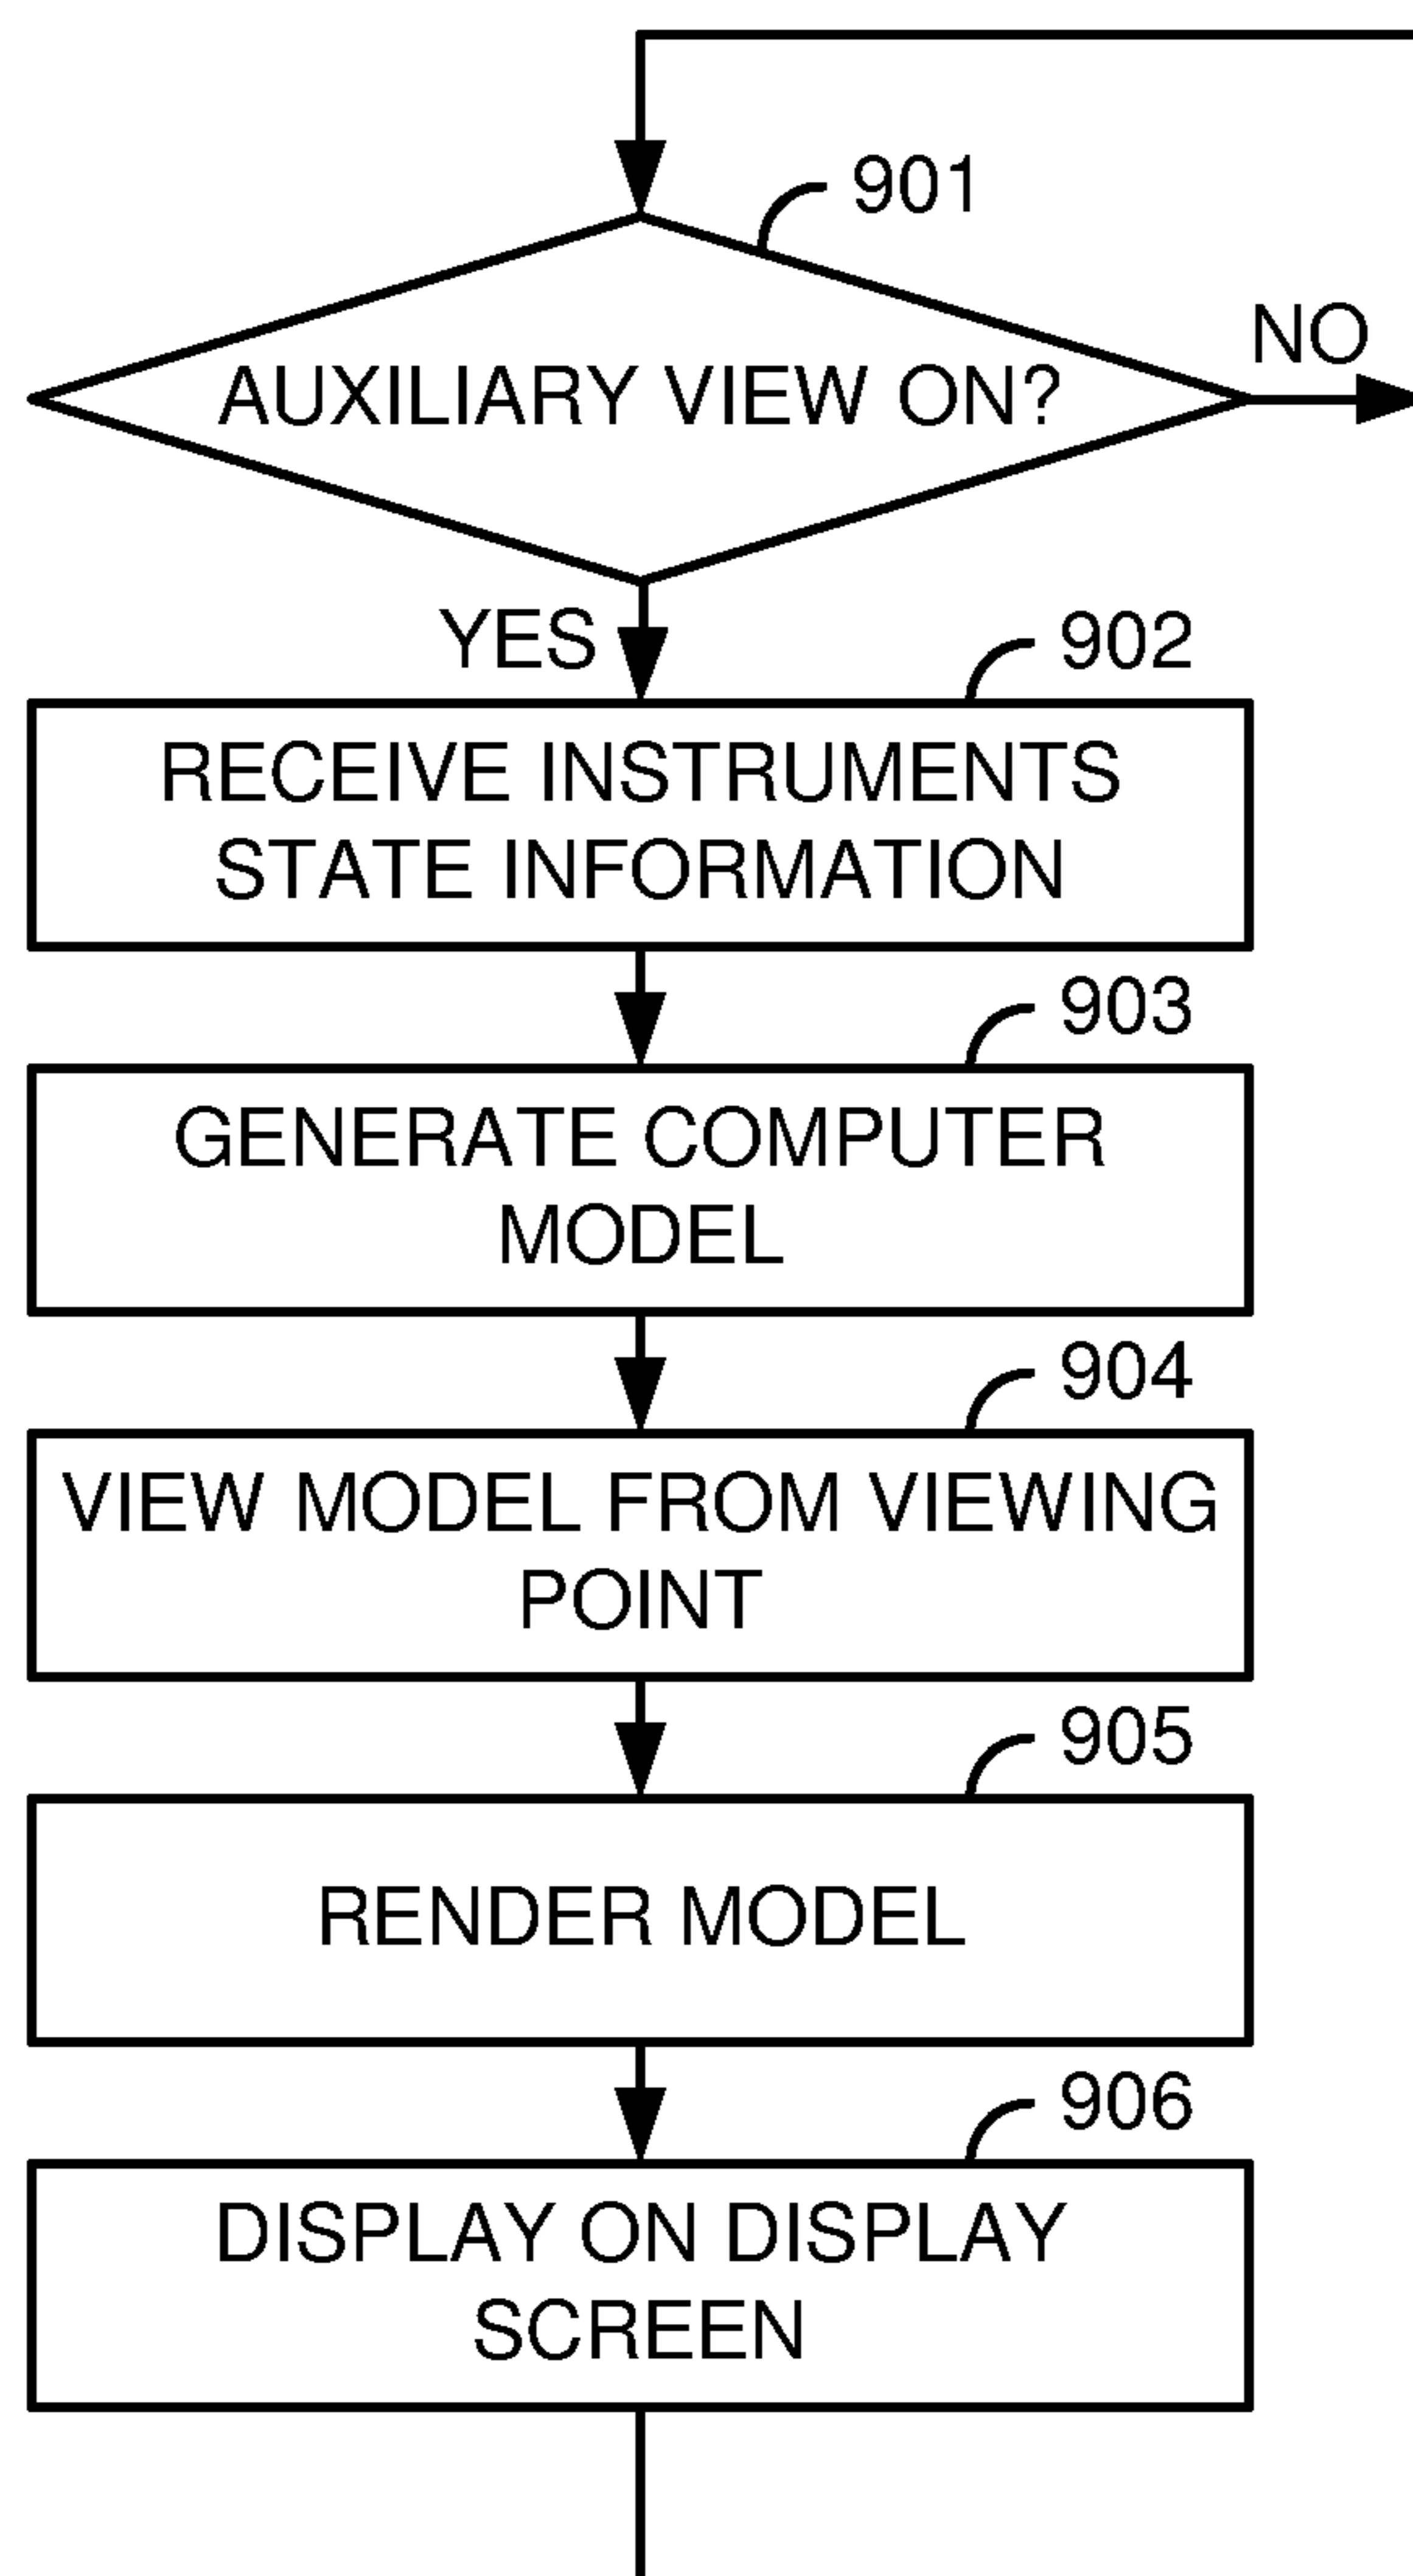 901
AUXILIARY VIEW ON?
NO
YES
902
RECEIVE INSTRUMENTS
STATE INFORMATION
903
GENERATE COMPUTER
MODEL
904
VIEW MODEL FROM VIEWING
POINT
905
RENDER MODEL
906
DISPLAY ON DISPLAY
SCREEN